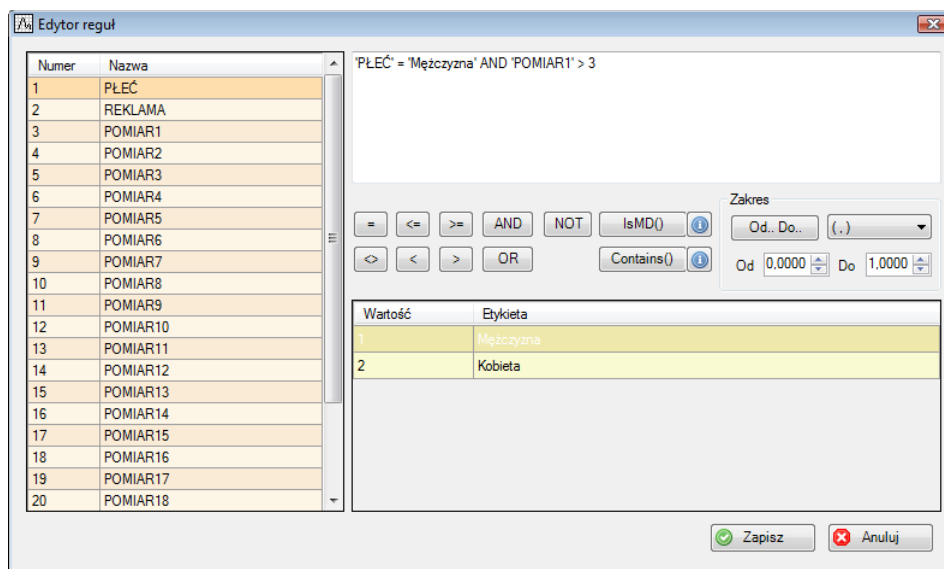 Edytor reguł
Numer Nazwa
1 PŁEĆ
2 REKLAMA
3 POMIAR1
4 POMIAR2
5 POMIAR3
6 POMIAR4
7 POMIAR5
8 POMIAR6
9 POMIAR7
10 POMIAR8
11 POMIAR9
12 POMIAR10
13 POMIAR11
14 POMIAR12
15 POMIAR13
16 POMIAR14
17 POMIAR15
18 POMIAR16
19 POMIAR17
20 POMIAR18
'PŁEĆ' = 'Mężczyzna' AND 'POMIAR1' > 3
= <= >= AND NOT IsMD()
<> < > OR Contains()
Zakres
Od.. Do.. ( , )
Od 0,0000 Do 1,0000
Wartość Etykieta
1 Mężczyzna
2 Kobieta
Zapisz Anuluj